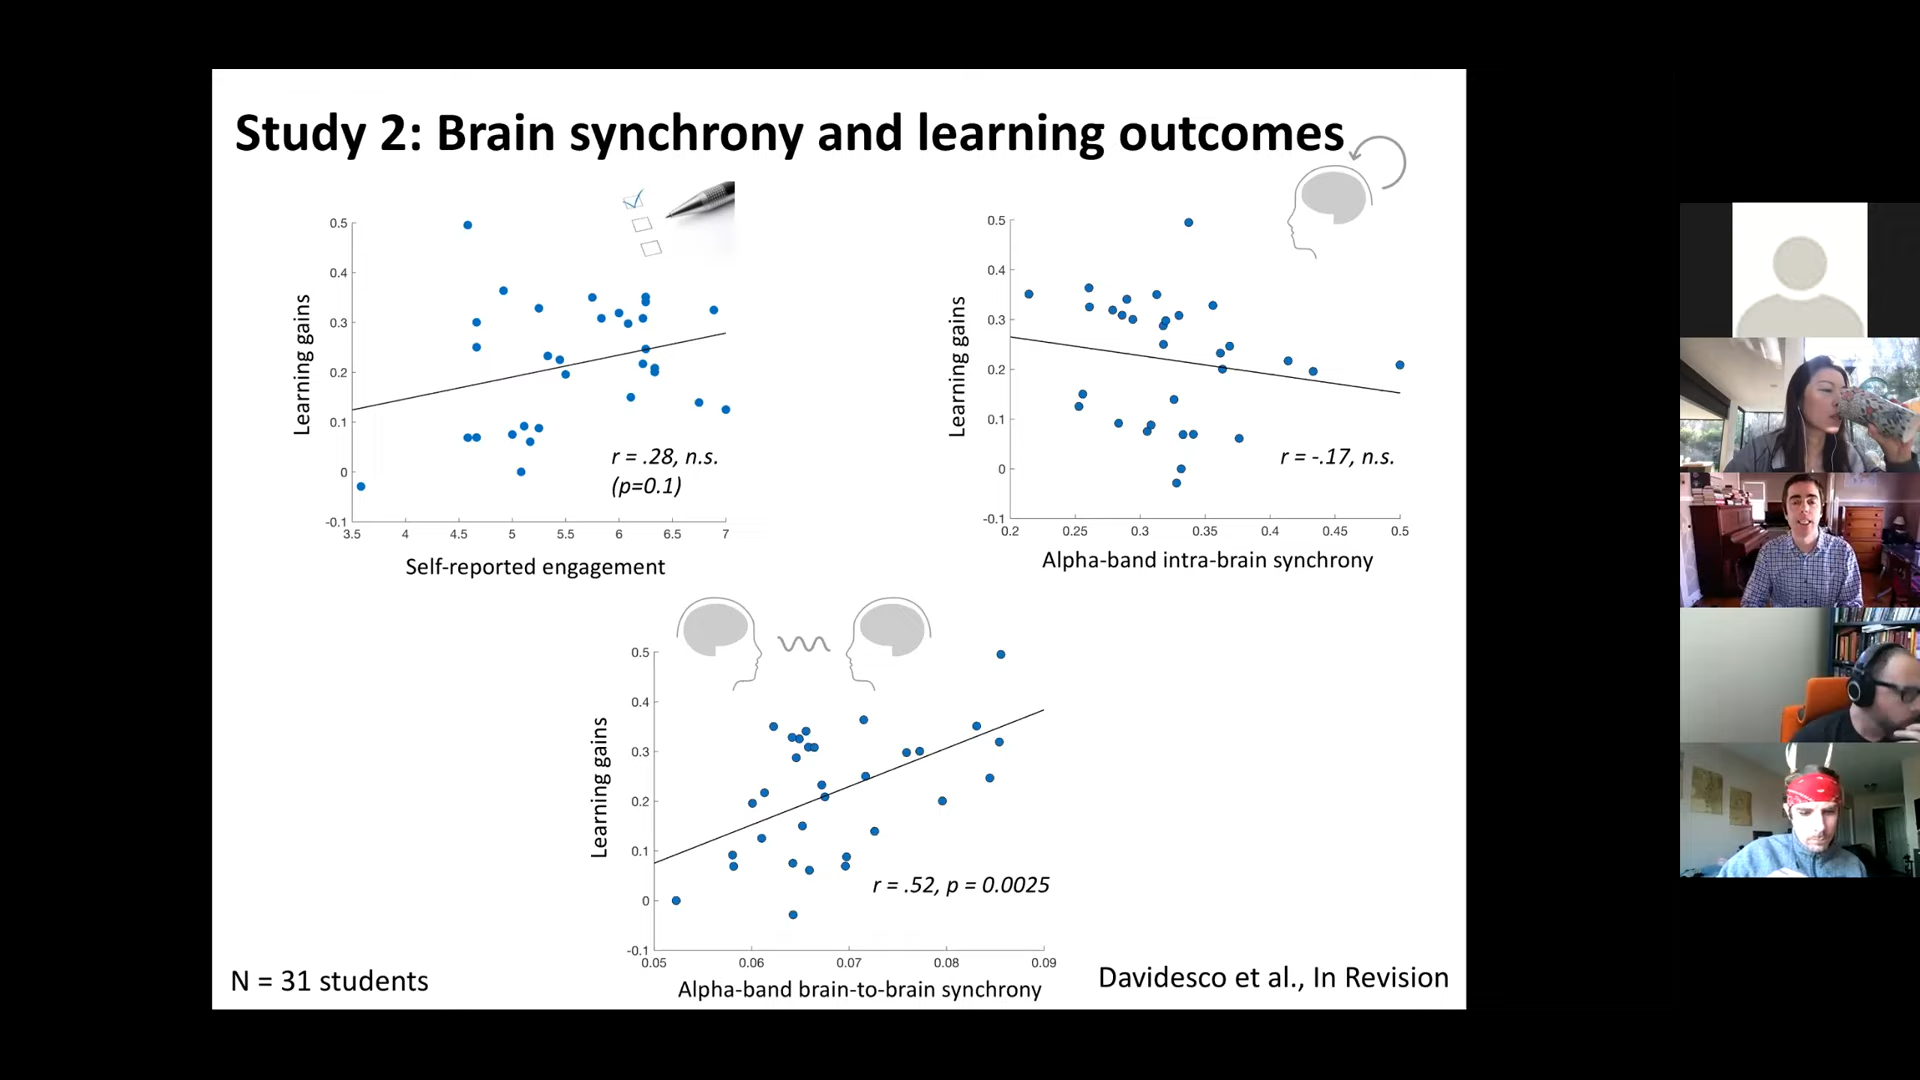 Study 2: Brain synchrony and learning outcomes
0.5
0.4
0.3
0.2
0.1
0
-0.1
Learning gains
3.5 4 4.5 5 5.5 6 6.5 7
Self-reported engagement
r = .28, n.s.
(p=0.1)
0.5
0.4
0.3
0.2
0.1
0
-0.1
Learning gains
0.2 0.25 0.3 0.35 0.4 0.45 0.5
Alpha-band intra-brain synchrony
r = -.17, n.s.
0.5
0.4
0.3
0.2
0.1
0
-0.1
Learning gains
0.05 0.06 0.07 0.08 0.09
Alpha-band brain-to-brain synchrony
r = .52, p = 0.0025
N = 31 students
Davidesco et al., In Revision